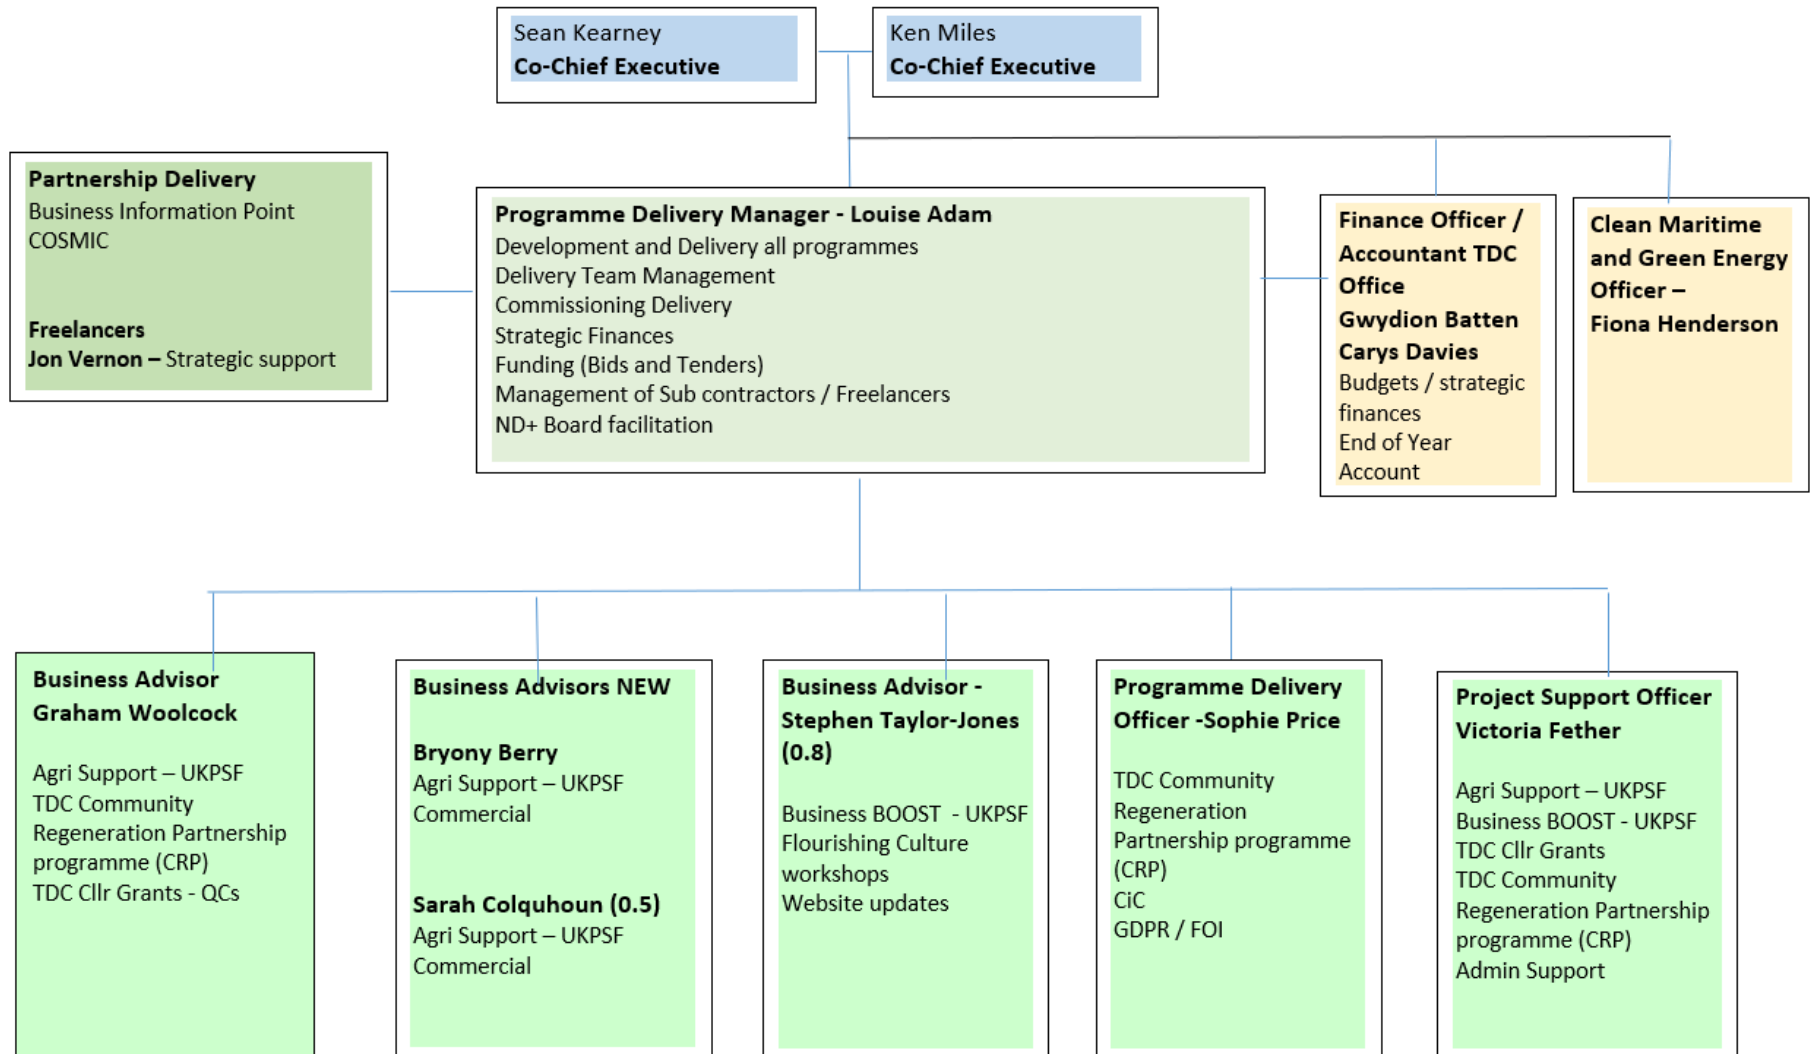 Sean Kearney
Co-Chief Executive
Ken Miles
Co-Chief Executive
Partnership Delivery
Business Information Point
COSMIC
Freelancers
Jon Vernon – Strategic support
Programme Delivery Manager - Louise Adam
Development and Delivery all programmes
Delivery Team Management
Commissioning Delivery
Strategic Finances
Funding (Bids and Tenders)
Management of Sub contractors / Freelancers
ND+ Board facilitation
Finance Officer /
Accountant TDC
Office
Gwydion Batten
Carys Davies
Budgets / strategic
finances
End of Year
Account
Clean Maritime
and Green Energy
Officer –
Fiona Henderson
Business Advisor
Graham Woolcock
Agri Support – UKPSF
TDC Community
Regeneration Partnership
programme (CRP)
TDC Cllr Grants - QCs
Business Advisors NEW
Bryony Berry
Agri Support – UKPSF
Commercial
Sarah Colquhoun (0.5)
Agri Support – UKPSF
Commercial
Business Advisor -
Stephen Taylor-Jones
(0.8)
Business BOOST - UKPSF
Flourishing Culture
workshops
Website updates
Programme Delivery
Officer -Sophie Price
TDC Community
Regeneration
Partnership programme
(CRP)
CiC
GDPR / FOI
Project Support Officer
Victoria Fether
Agri Support – UKPSF
Business BOOST - UKPSF
TDC Cllr Grants
TDC Community
Regeneration Partnership
programme (CRP)
Admin Support